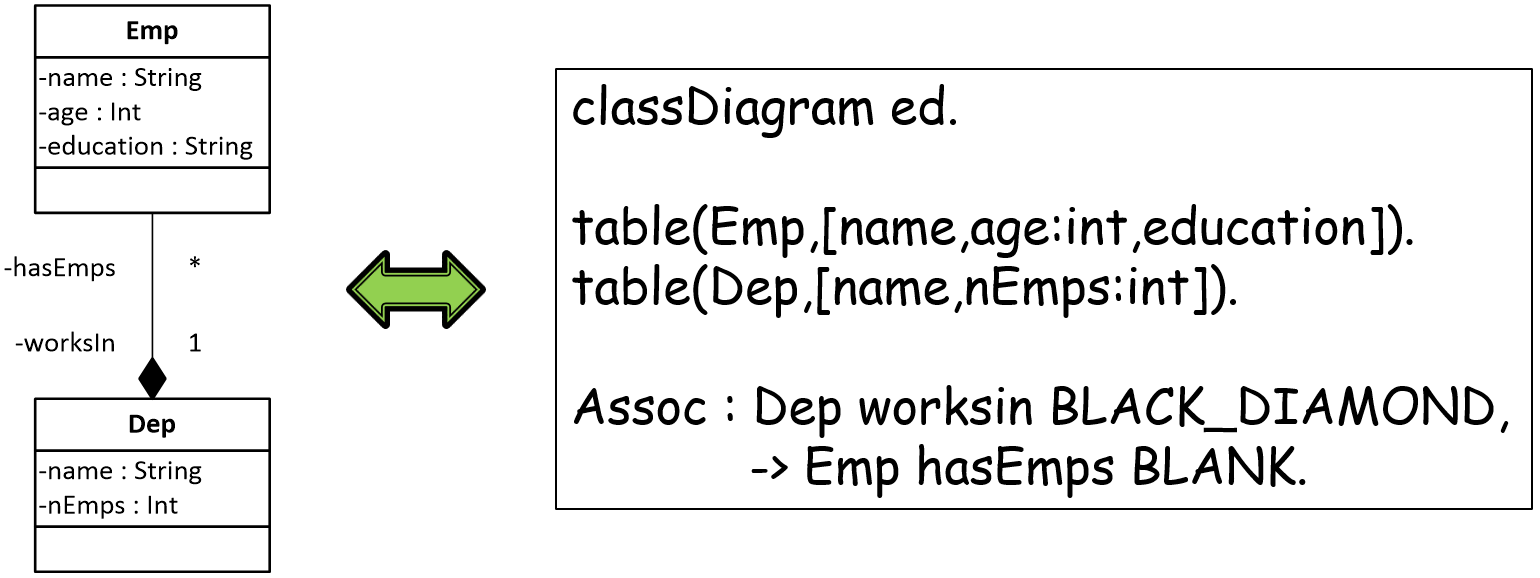 Emp
-name : String
-age : Int
-education : String
-hasEmps *
-worksIn 1
Dep
-name : String
-nEmps : Int
classDiagram ed.
table(Emp,[name,age:int,education]).
table(Dep,[name,nEmps:int]).
Assoc : Dep worksin BLACK_DIAMOND,
-> Emp hasEmps BLANK.